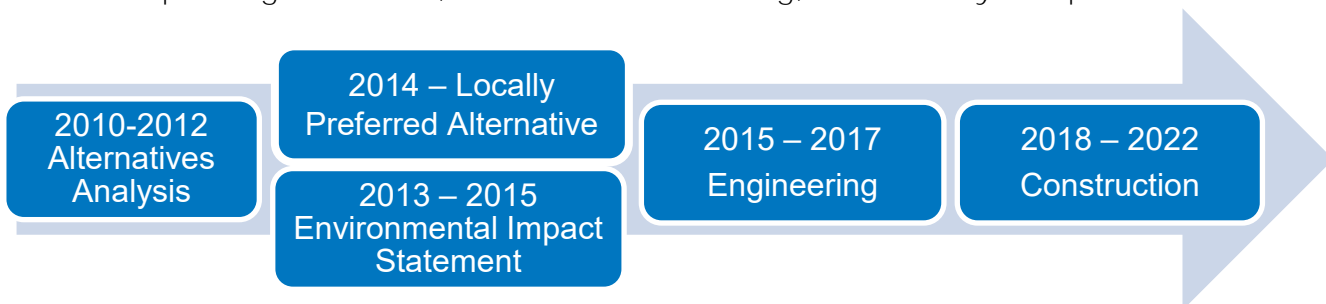 2010-2012
Alternatives
Analysis
2014 – Locally
Preferred Alternative
2013 – 2015
Environmental Impact
Statement
2015 – 2017
Engineering
2018 – 2022
Construction